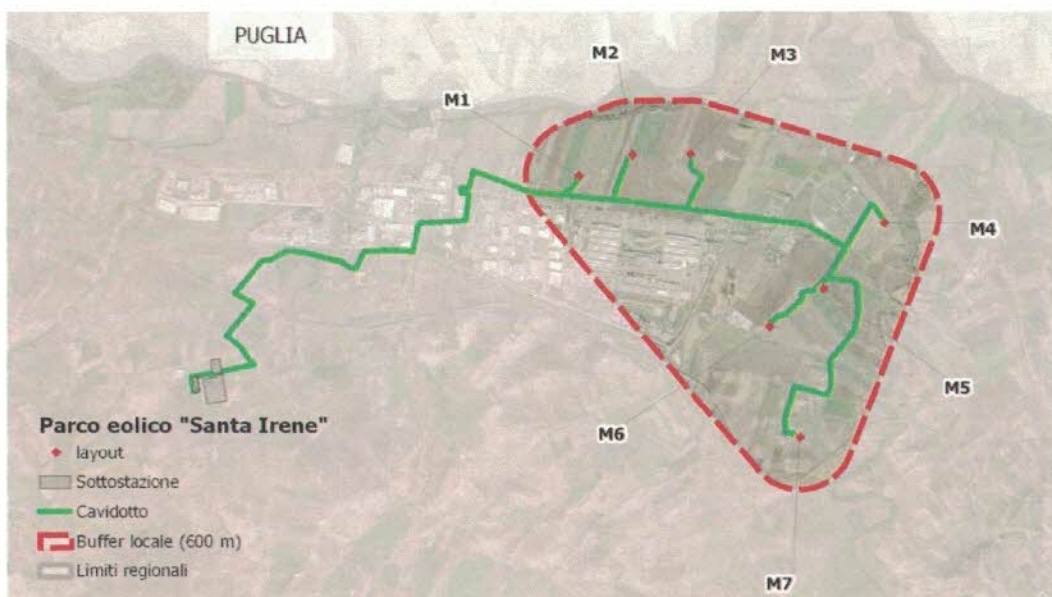 PUGLIA
M2
M3
M1
M4
M5
M6
M7
Parco eolico "Santa Irene"
layout
Sottostazione
Cavidotto
Buffer locale (600 m)
Limiti regionali